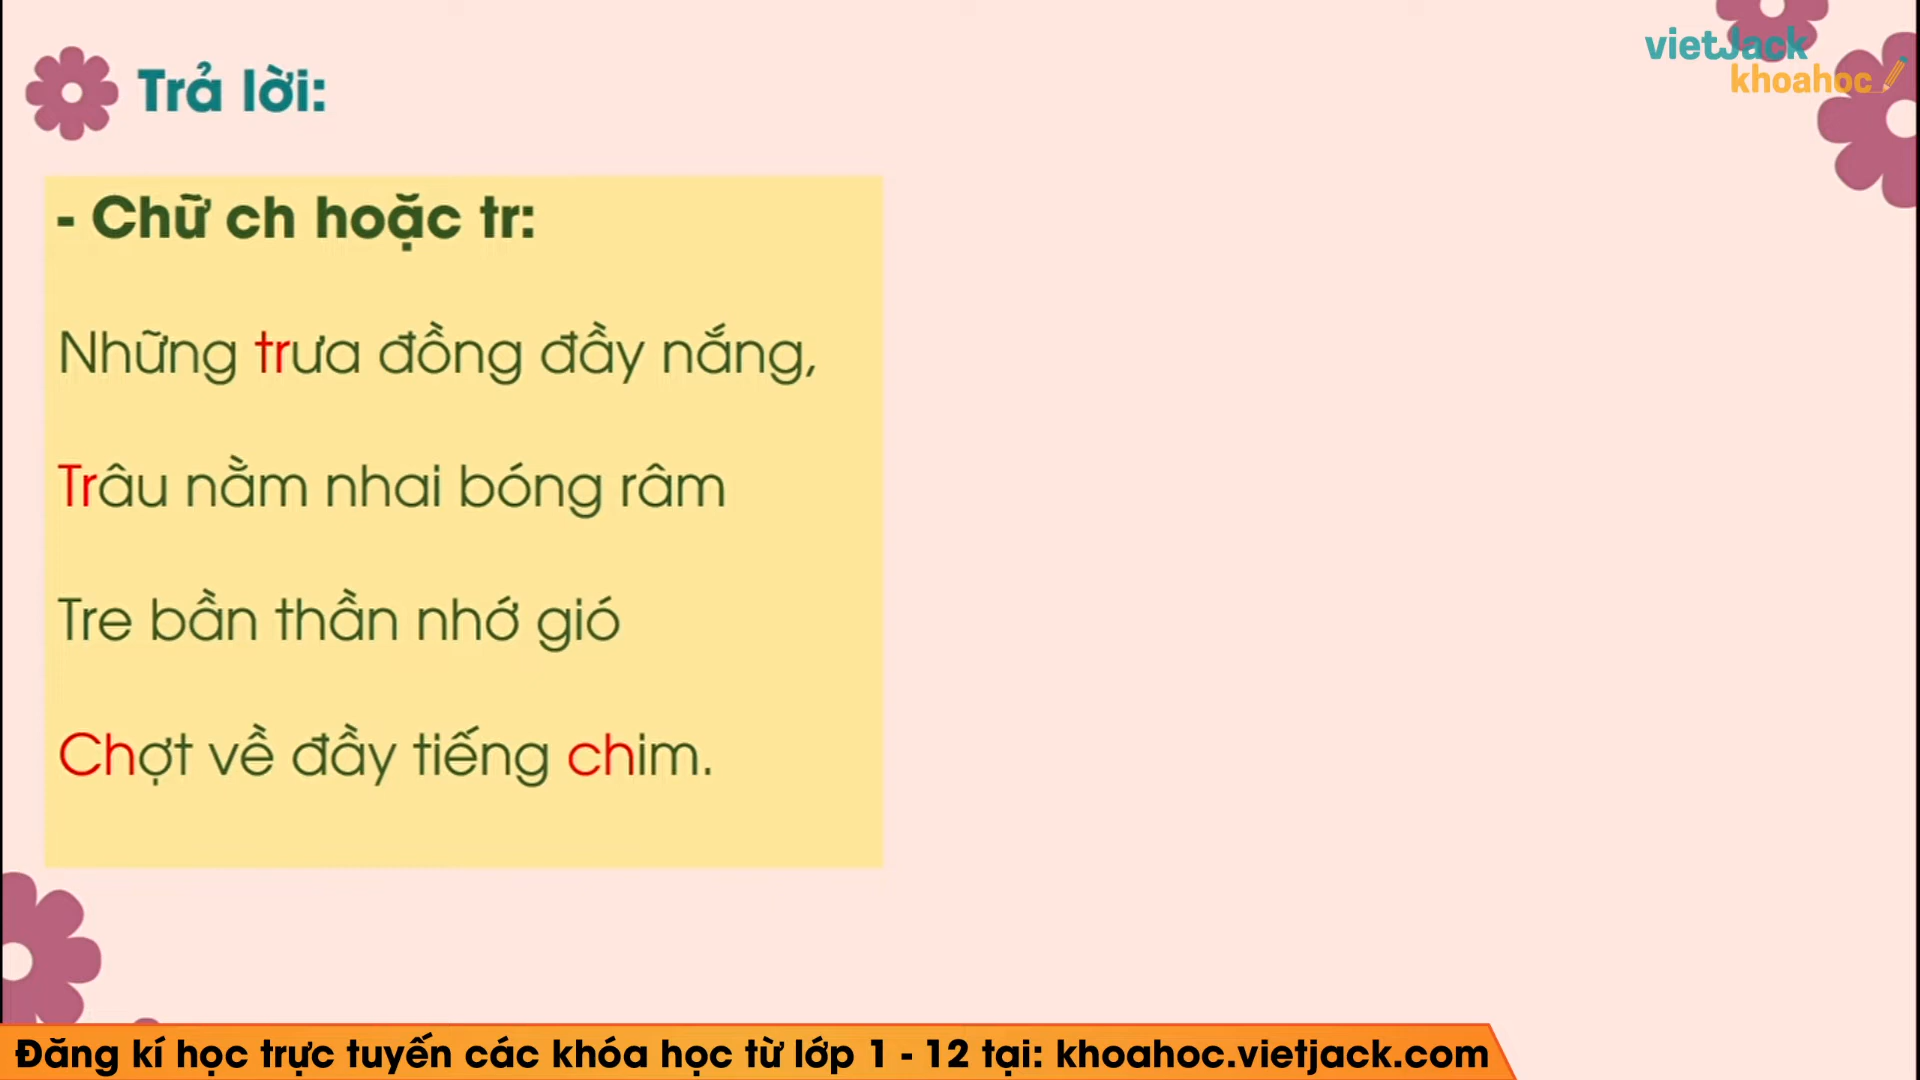 vietJack
khoahoc
Trả lời:
- Chữ ch hoặc tr:
Những trưa đồng đầy nắng,
Trâu nằm nhai bóng râm
Tre bần thần nhớ gió
Chợt về đầy tiếng chim.
Đăng kí học trực tuyến các khóa học từ lớp 1 - 12 tại: khoahoc.vietjack.com